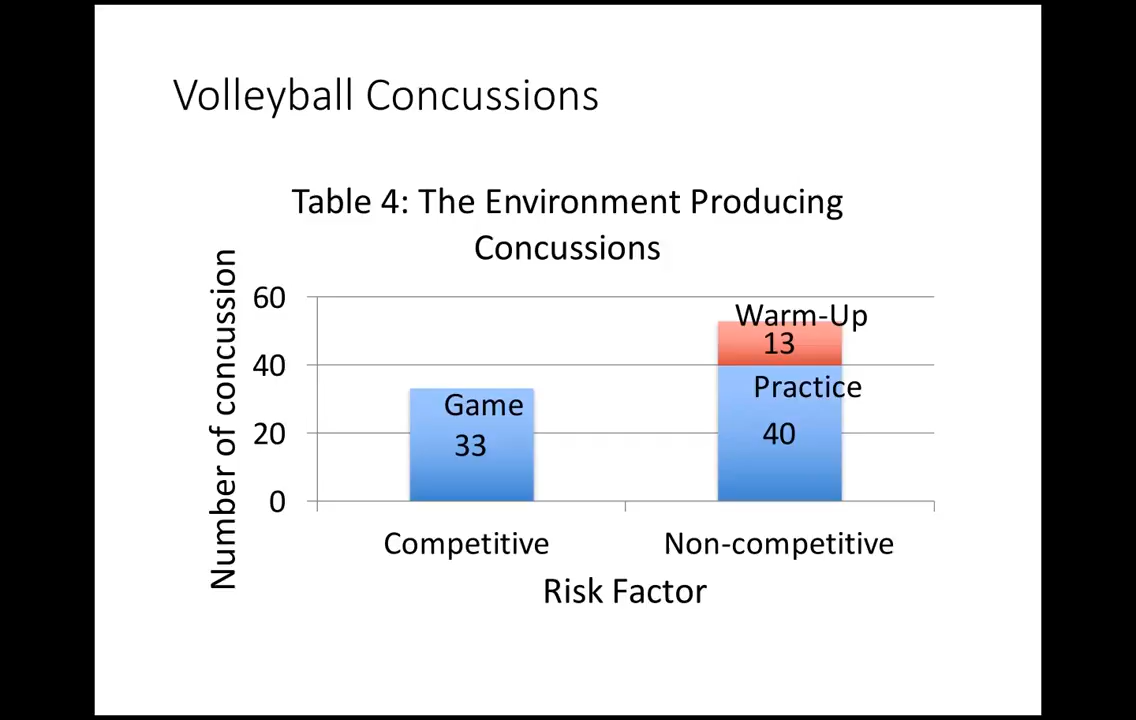 Volleyball Concussions
Table 4: The Environment Producing
Concussions
Number of concussion
60
40
20
0
Game
33
Warm-Up
13
Practice
40
Competitive
Non-competitive
Risk Factor